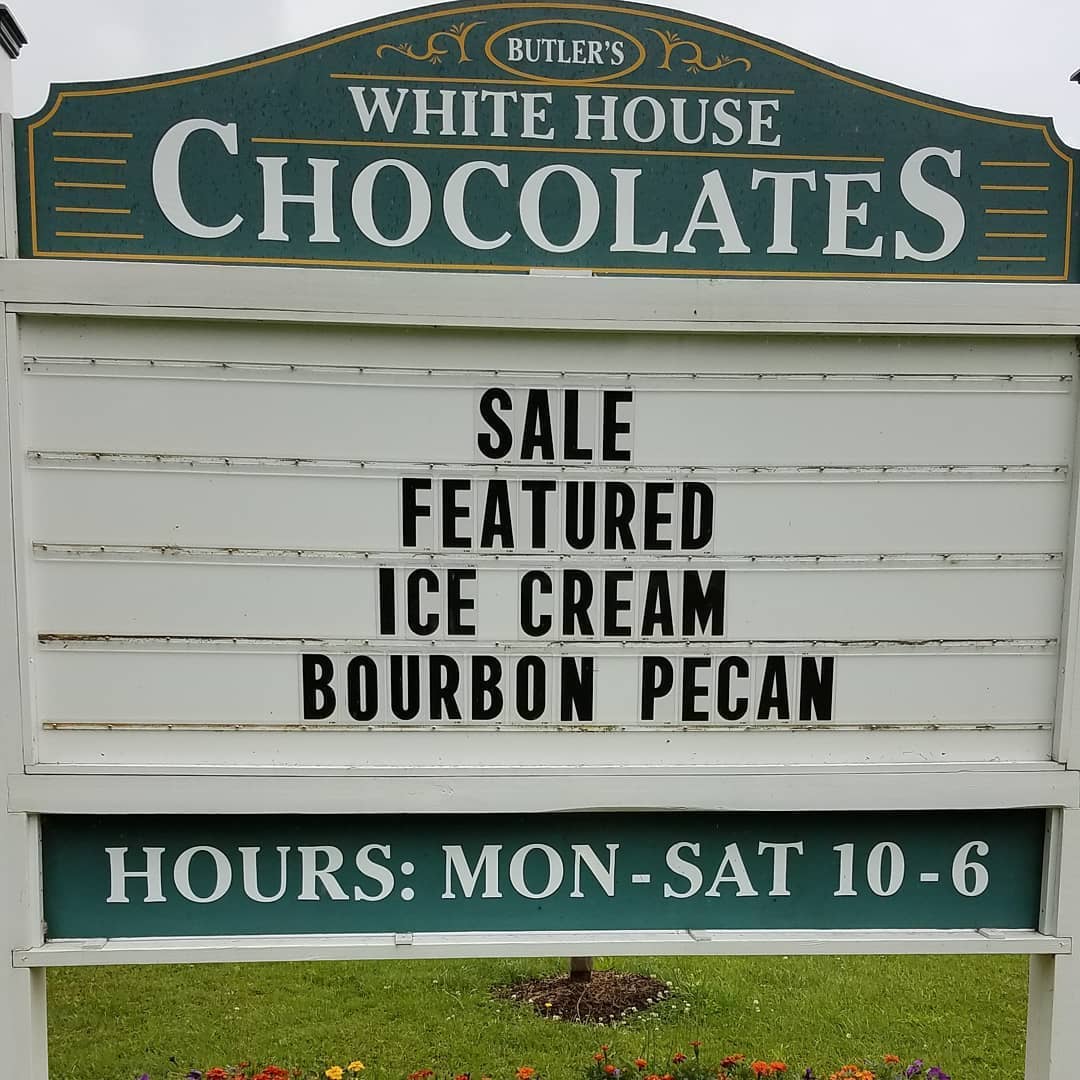 BUTLER'S
WHITE HOUSE
CHOCOLATES
SALE
FEATURED
ICE CREAM
BOURBON PECAN
HOURS: MON-SAT 10-6